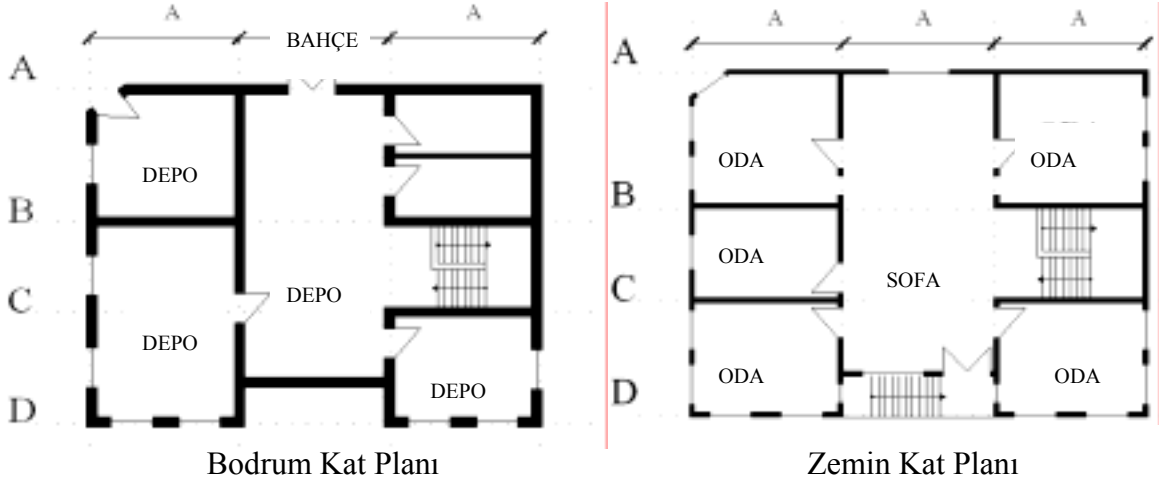 A A
BAHÇE
A
DEPO
B
C
DEPO
DEPO
D
DEPO
Bodrum Kat Planı
A A A
A
ODA
ODA
B
ODA
C
SOFA
D
ODA
ODA
Zemin Kat Planı